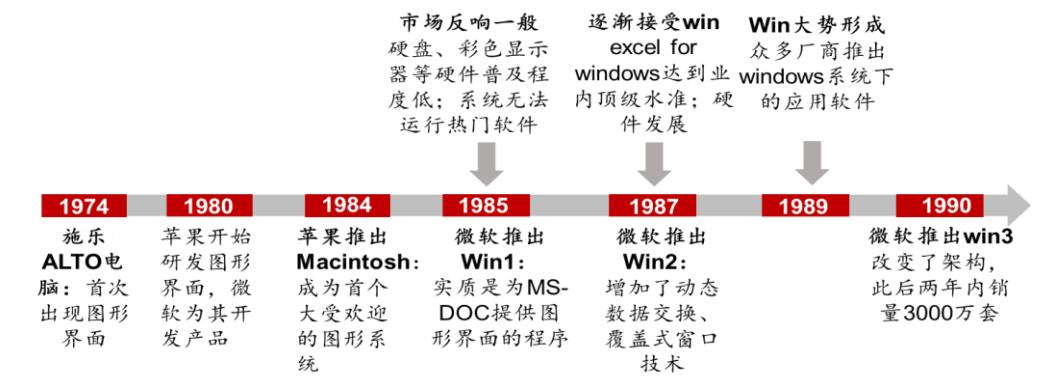 市场反响一般
硬盘、彩色显示
器等硬件普及程
度低；系统无法
运行热门软件
逐渐接受win
excel for
windows达到业
内顶级水准；硬
件发展
Win大势形成
众多厂商推出
windows系统下
的应用软件
1974
1980
1984
1985
1987
1989
1990
施乐
ALTO电
脑：首次
出现图形
界面
苹果开始
研发图形
界面，微
软为其开
发产品
苹果推出
Macintosh：
成为首个
大受欢迎
的图形系
统
微软推出
Win1：
实质是为MS-
DOC提供图
形界面的程序
微软推出
Win2：
增加了动态
数据交换、
覆盖式窗口
技术
微软推出win3
改变了架构，
此后两年内销
量3000万套